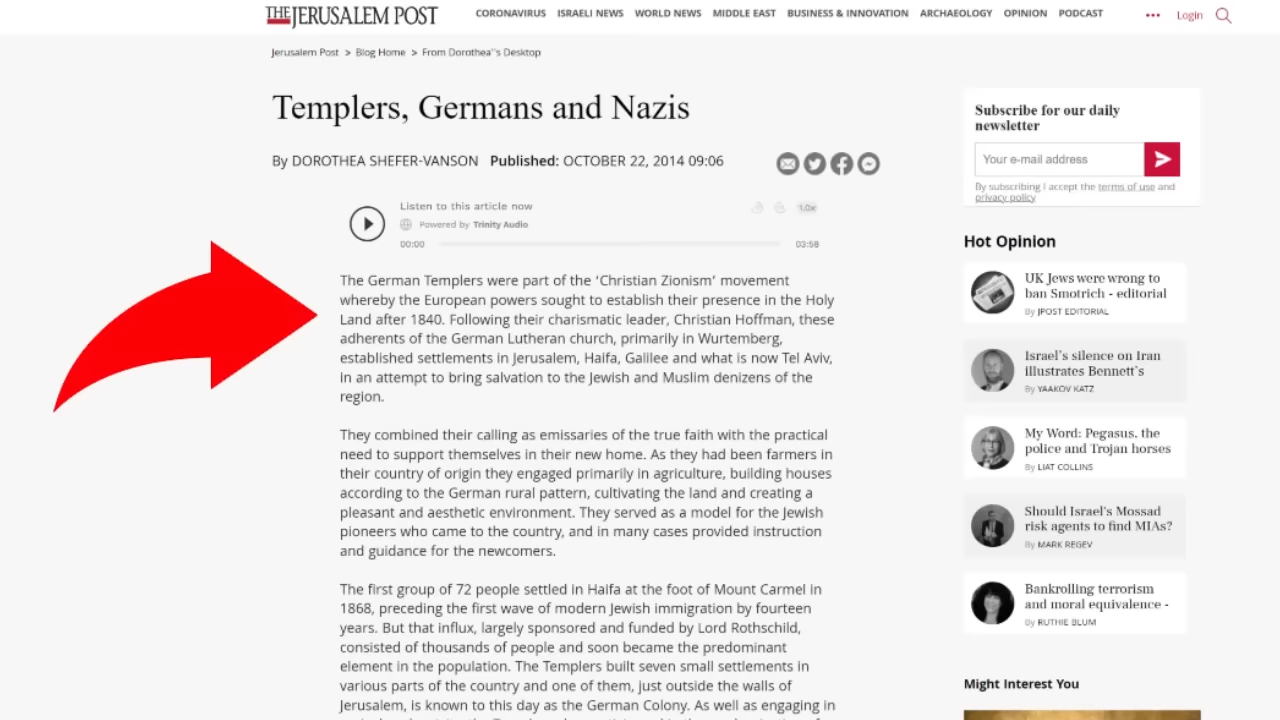 THE JERUSALEM POST
CORONAVIRUS ISRAELI NEWS WORLD NEWS MIDDLE EAST BUSINESS & INNOVATION ARCHAEOLOGY OPINION PODCAST
Login
Jerusalem Post > Blog Home > From Dorothea''s Desktop
Templers, Germans and Nazis
By DOROTHEA SHEFER-VANSON Published: OCTOBER 22, 2014 09:06
Listen to this article now
1.0x
Powered by Trinity Audio
00:00
03:58
The German Templers were part of the ‘Christian Zionism’ movement
whereby the European powers sought to establish their presence in the Holy
Land after 1840. Following their charismatic leader, Christian Hoffman, these
adherents of the German Lutheran church, primarily in Wurtemberg,
established settlements in Jerusalem, Haifa, Galilee and what is now Tel Aviv,
in an attempt to bring salvation to the Jewish and Muslim denizens of the
region.
They combined their calling as emissaries of the true faith with the practical
need to support themselves in their new home. As they had been farmers in
their country of origin they engaged primarily in agriculture, building houses
according to the German rural pattern, cultivating the land and creating a
pleasant and aesthetic environment. They served as a model for the Jewish
pioneers who came to the country, and in many cases provided instruction
and guidance for the newcomers.
The first group of 72 people settled in Haifa at the foot of Mount Carmel in
1868, preceding the first wave of modern Jewish immigration by fourteen
years. But that influx, largely sponsored and funded by Lord Rothschild,
consisted of thousands of people and soon became the predominant
element in the population. The Templers built seven small settlements in
various parts of the country and one of them, just outside the walls of
Jerusalem, is known to this day as the German Colony. As well as engaging in
Subscribe for our daily
newsletter
Your e-mail address
By subscribing I accept the terms of use and
privacy policy
Hot Opinion
UK Jews were wrong to
ban Smotrich - editorial
By JPOST EDITORIAL
Israel's silence on Iran
illustrates Bennett's
By YAAKOV KATZ
My Word: Pegasus, the
police and Trojan horses
By LIAT COLLINS
Should Israel's Mossad
risk agents to find MIAs?
By MARK REGEV
Bankrolling terrorism
and moral equivalence -
By RUTHIE BLUM
Might Interest You